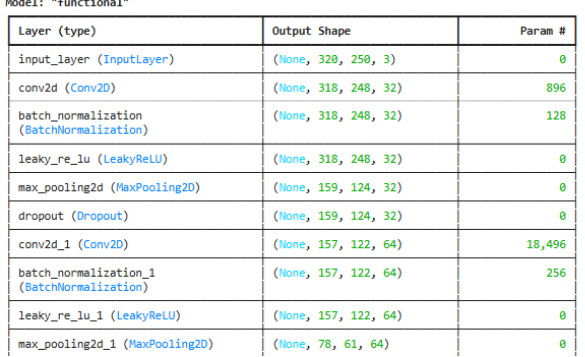 Model: "functional"
Layer (type) Output Shape Param #
input_layer (InputLayer) (None, 320, 250, 3) 0
conv2d (Conv2D) (None, 318, 248, 32) 896
batch_normalization (None, 318, 248, 32) 128
(BatchNormalization)
leaky_re_lu (LeakyReLU) (None, 318, 248, 32) 0
max_pooling2d (MaxPooling2D) (None, 159, 124, 32) 0
dropout (Dropout) (None, 159, 124, 32) 0
conv2d_1 (Conv2D) (None, 157, 122, 64) 18,496
batch_normalization_1 (None, 157, 122, 64) 256
(BatchNormalization)
leaky_re_lu_1 (LeakyReLU) (None, 157, 122, 64) 0
max_pooling2d_1 (MaxPooling2D) (None, 78, 61, 64) 0